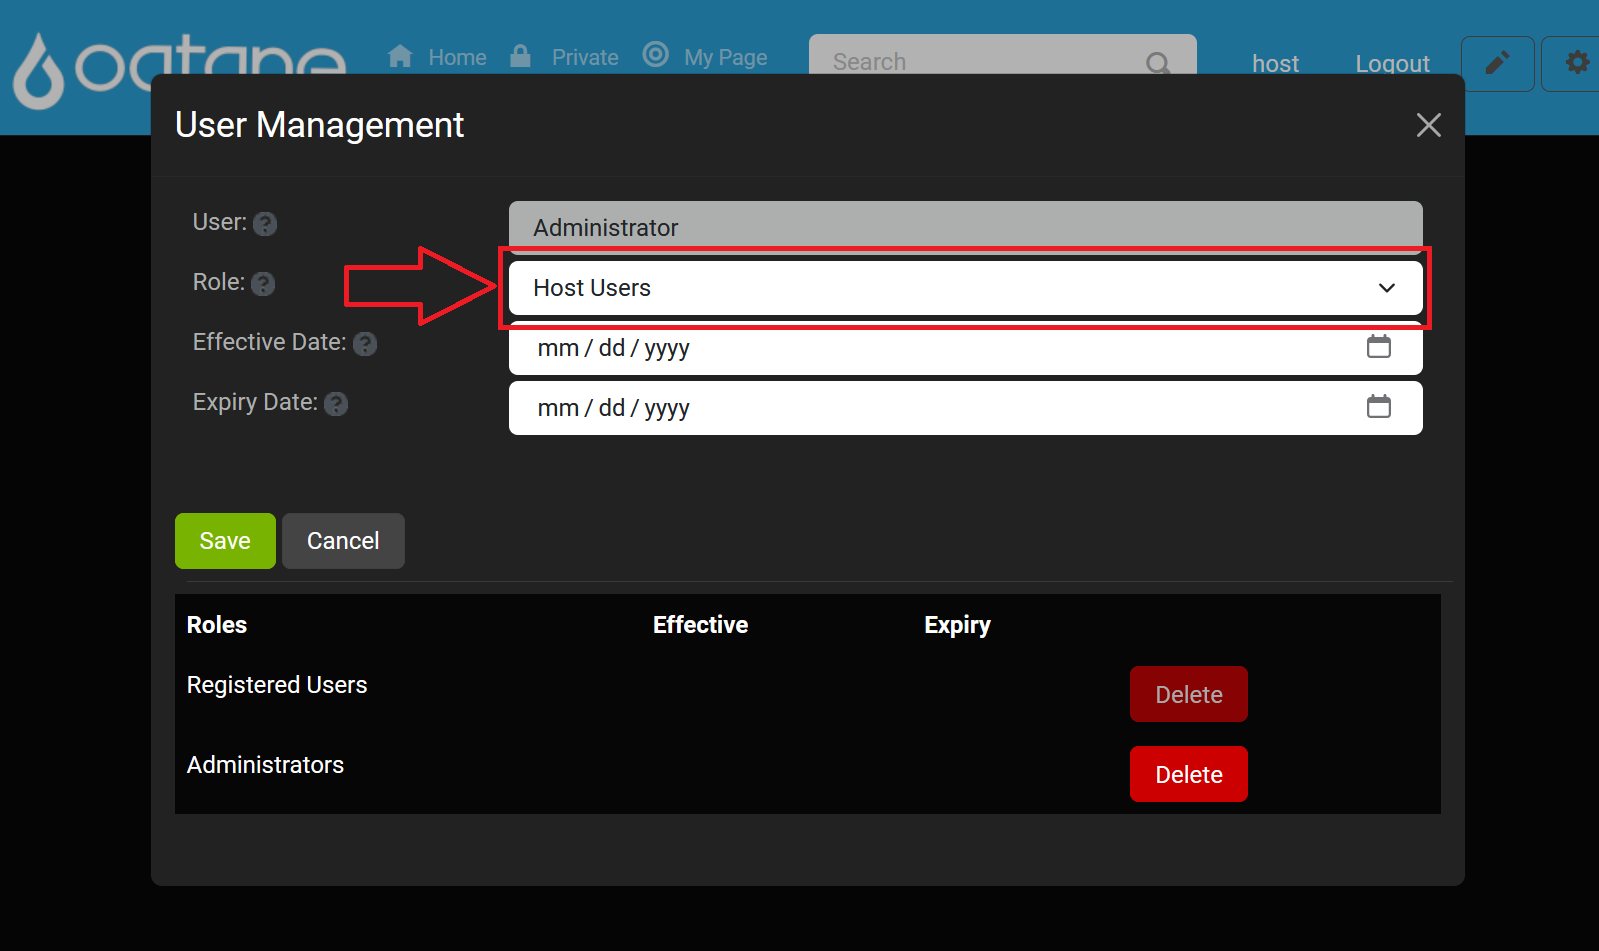 oqtane Home Private My Page Search host Logout
User Management
User: ? Administrator
Role: ? Host Users
Effective Date: ? mm / dd / yyyy
Expiry Date: ? mm / dd / yyyy
Save Cancel
Roles Effective Expiry
Registered Users Delete
Administrators Delete